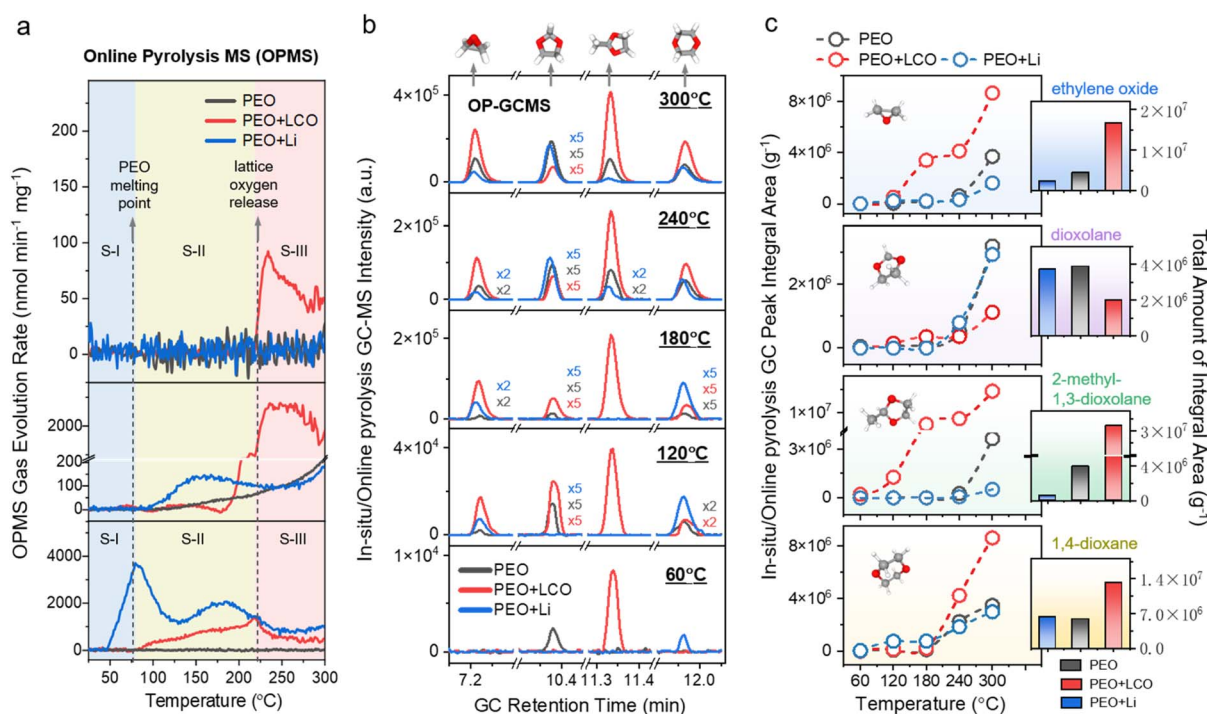 a
Online Pyrolysis MS (OPMS)
OPMS Gas Evolution Rate (nmol min⁻¹ mg⁻¹)
PEO
PEO+LCO
PEO+Li
PEO
melting
point
lattice
oxygen
release
S-I
S-II
S-III
200
150
100
50
0
2000
200
100
0
S-I
S-II
S-III
4000
2000
0
50
100
150
200
250
300
Temperature (°C)
b
In-situ/Online pyrolysis GC-MS Intensity (a.u.)
OP-GCMS
300°C
4×10⁵
0
x5
x5
x5
240°C
2×10⁵
0
x2
x2
x5
x5
x5
x2
x2
180°C
2×10⁵
0
x2
x2
x5
x5
x5
x5
x5
x5
120°C
4×10⁴
0
x5
x5
x5
x2
x2
60°C
1×10⁴
0
PEO
PEO+LCO
PEO+Li
7.2
10.4
11.3
11.4
12.0
GC Retention Time (min)
c
PEO
PEO+LCO
PEO+Li
In-situ/Online pyrolysis GC Peak Integral Area (g⁻¹)
Total Amount of Integral Area (g⁻¹)
8×10⁶
4×10⁶
0
ethylene oxide
2×10⁷
1×10⁷
0
2×10⁶
0
dioxolane
4×10⁶
2×10⁶
0
1×10⁷
3×10⁶
0
2-methyl-
1,3-dioxolane
3×10⁷
4×10⁶
0
8×10⁶
4×10⁶
0
1,4-dioxane
1.4×10⁷
7.0×10⁶
0.0
60
120
180
240
300
Temperature (°C)
PEO
PEO+LCO
PEO+Li